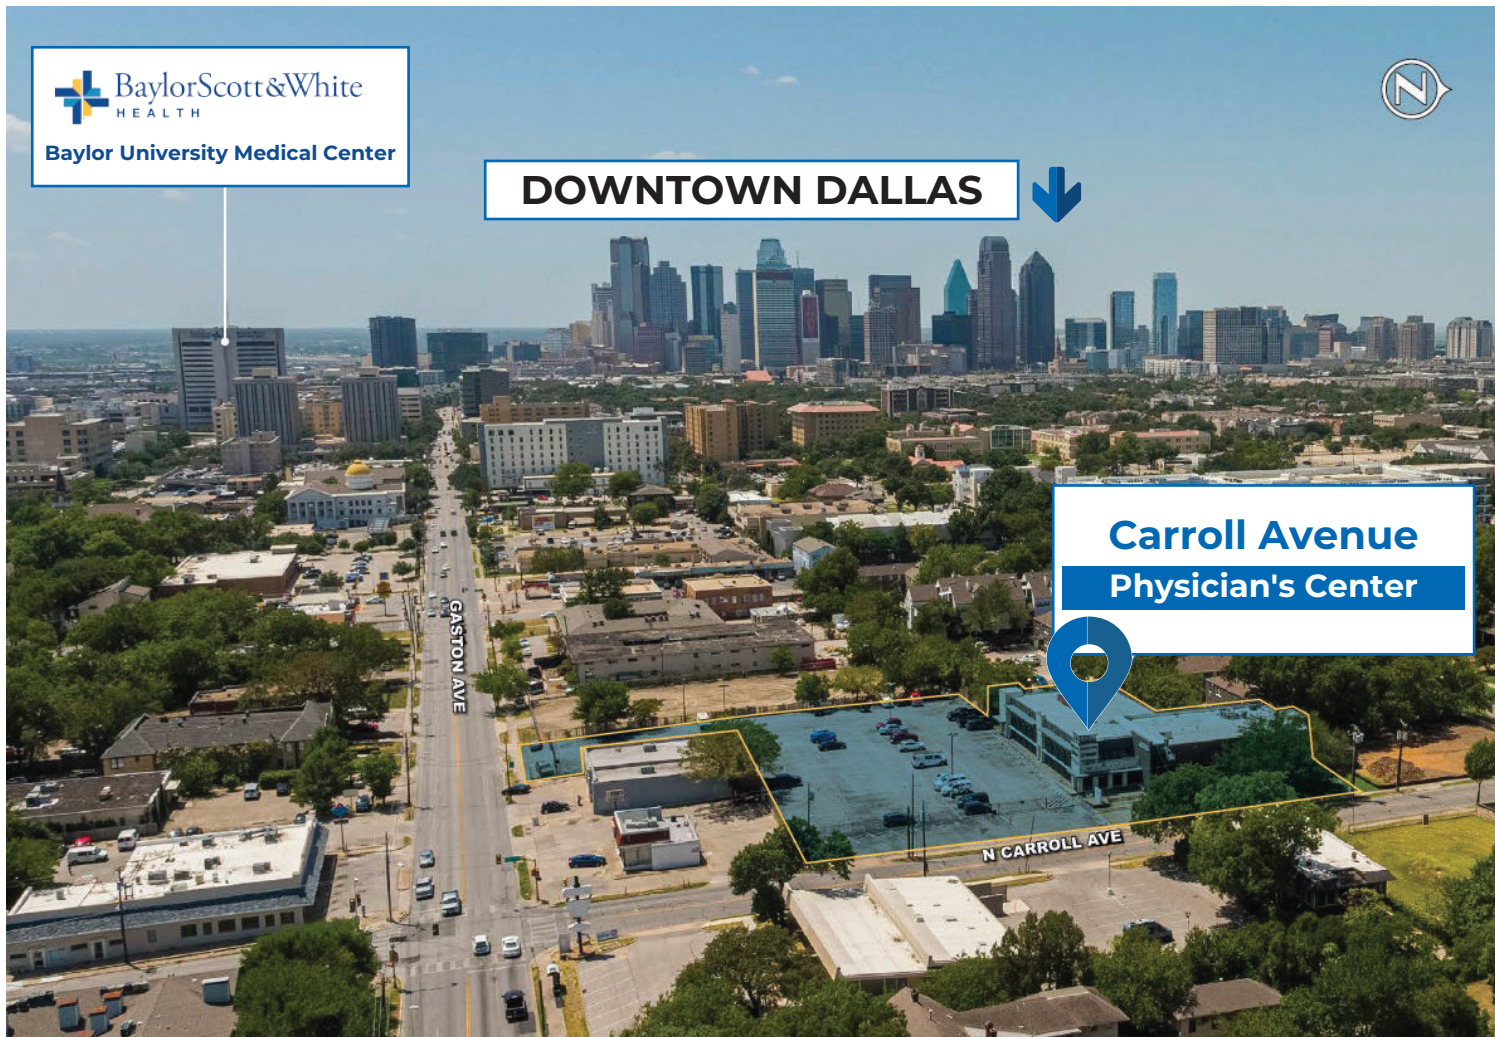 BaylorScott&White
HEALTH
Baylor University Medical Center
N
DOWNTOWN DALLAS
Carroll Avenue
Physician's Center
GASTON AVE
N CARROLL AVE